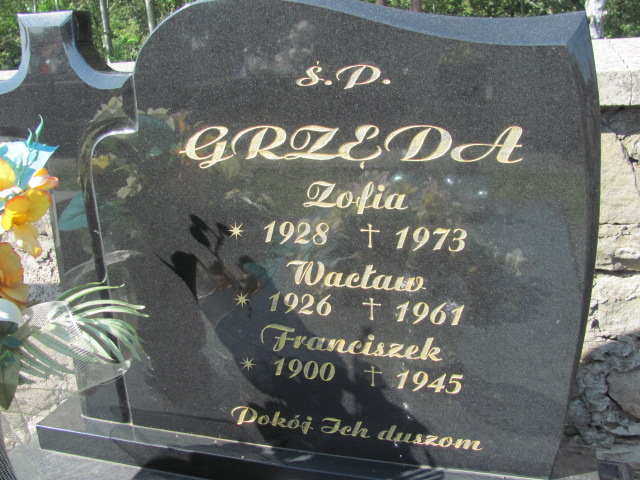 Ś.P.
GRZĘDA
Zofia
* 1928 † 1973
Wacław
* 1926 † 1961
Franciszek
* 1900 † 1945
Pokój Ich duszom